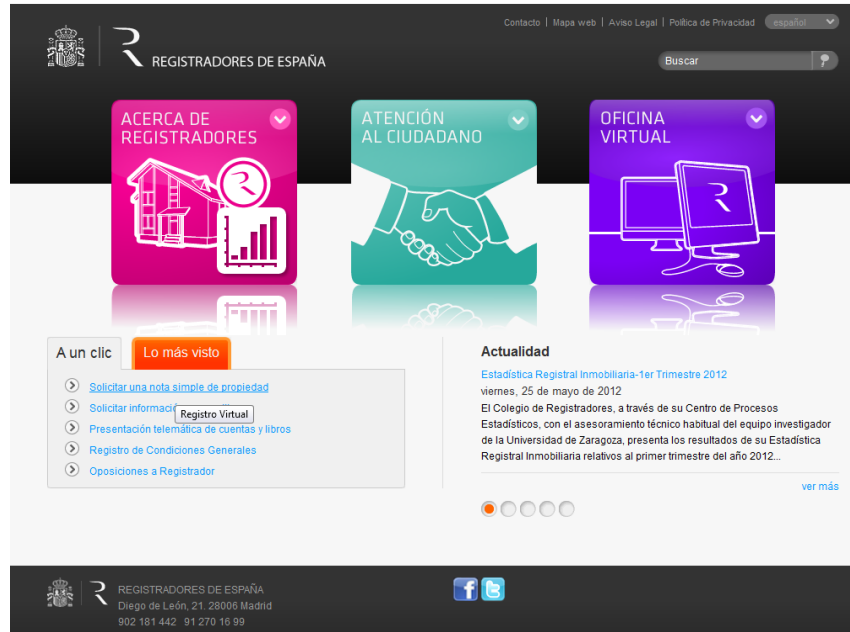 Contacto | Mapa web | Aviso Legal | Política de Privacidad
español
REGISTRADORES DE ESPAÑA
Buscar
ACERCA DE
REGISTRADORES
ATENCIÓN
AL CIUDADANO
OFICINA
VIRTUAL
A un clic
Lo más visto
Solicitar una nota simple de propiedad
Solicitar informació
Registro Virtual
Presentación telemática de cuentas y libros
Registro de Condiciones Generales
Oposiciones a Registrador
Actualidad
Estadística Registral Inmobiliaria-1er Trimestre 2012
viernes, 25 de mayo de 2012
El Colegio de Registradores, a través de su Centro de Procesos
Estadísticos, con el asesoramiento técnico habitual del equipo investigador
de la Universidad de Zaragoza, presenta los resultados de su Estadística
Registral Inmobiliaria relativos al primer trimestre del año 2012...
ver más
REGISTRADORES DE ESPAÑA
Diego de León, 21. 28006 Madrid
902 181 442 91 270 16 99